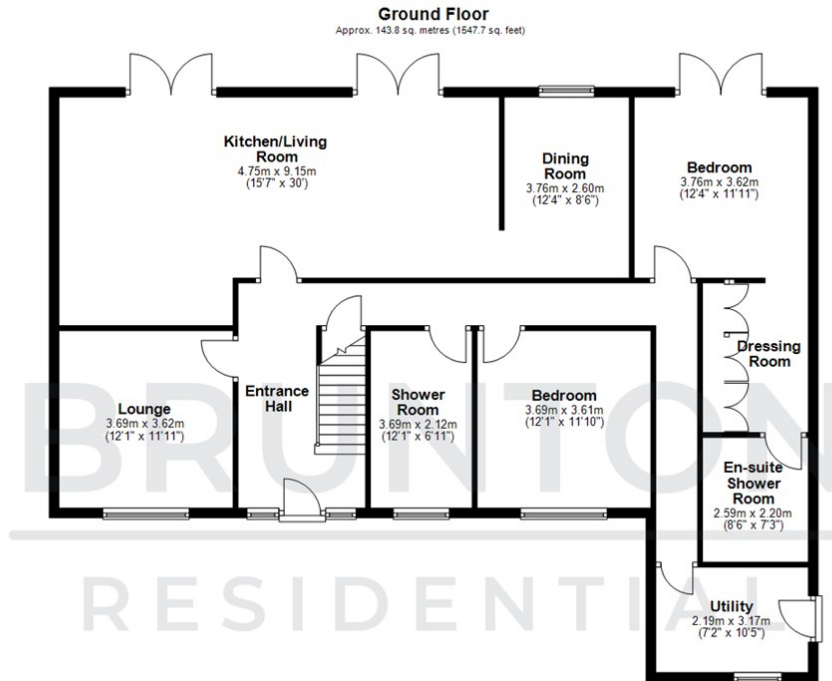 Ground Floor
Approx. 143.8 sq. metres (1547.7 sq. feet)
Kitchen/Living
Room
4.75m x 9.15m
(15'7" x 30')
Dining
Room
3.76m x 2.60m
(12'4" x 8'6")
Bedroom
3.76m x 3.62m
(12'4" x 11'11")
Dressing
Room
Entrance
Hall
Lounge
3.69m x 3.62m
(12'1" x 11'11")
Shower
Room
3.69m x 2.12m
(12'1" x 6'11")
Bedroom
3.69m x 3.61m
(12'1" x 11'10")
En-suite
Shower
Room
2.59m x 2.20m
(8'6" x 7'3")
Utility
2.19m x 3.17m
(7'2" x 10'5")
BRUNTON
RESIDENTIAL